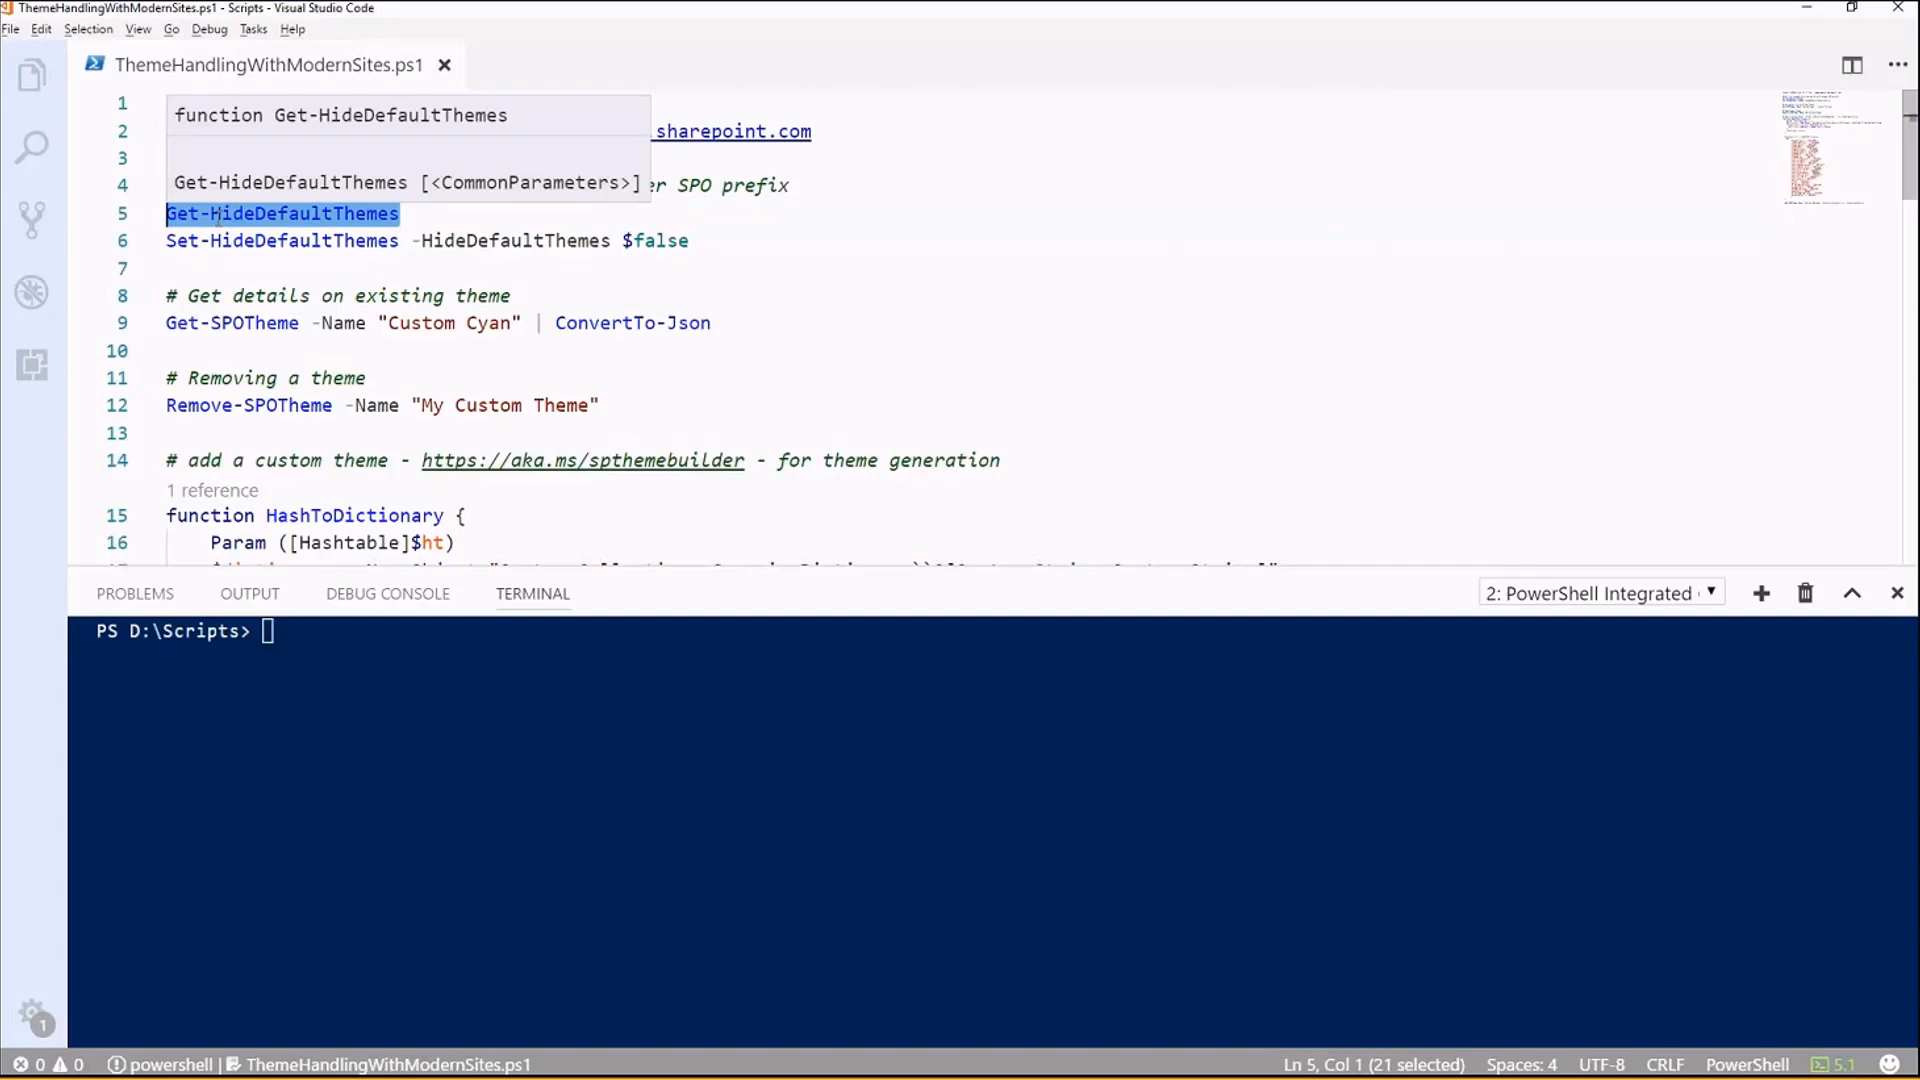 ThemeHandlingWithModernSites.ps1 - Scripts - Visual Studio Code
File Edit Selection View Go Debug Tasks Help
ThemeHandlingWithModernSites.ps1
1
function Get-HideDefaultThemes
2 .sharepoint.com
3
Get-HideDefaultThemes [<CommonParameters>]
4 er SPO prefix
5 Get-HideDefaultThemes
6 Set-HideDefaultThemes -HideDefaultThemes $false
7
8 # Get details on existing theme
9 Get-SPOTheme -Name "Custom Cyan" | ConvertTo-Json
10
11 # Removing a theme
12 Remove-SPOTheme -Name "My Custom Theme"
13
14 # add a custom theme - https://aka.ms/spthemebuilder - for theme generation
1 reference
15 function HashToDictionary {
16 Param ([Hashtable]$ht)
PROBLEMS OUTPUT DEBUG CONSOLE TERMINAL 2: PowerShell Integrated
PS D:\Scripts>
1
0 0 powershell | ThemeHandlingWithModernSites.ps1 Ln 5, Col 1 (21 selected) Spaces: 4 UTF-8 CRLF PowerShell 5.1